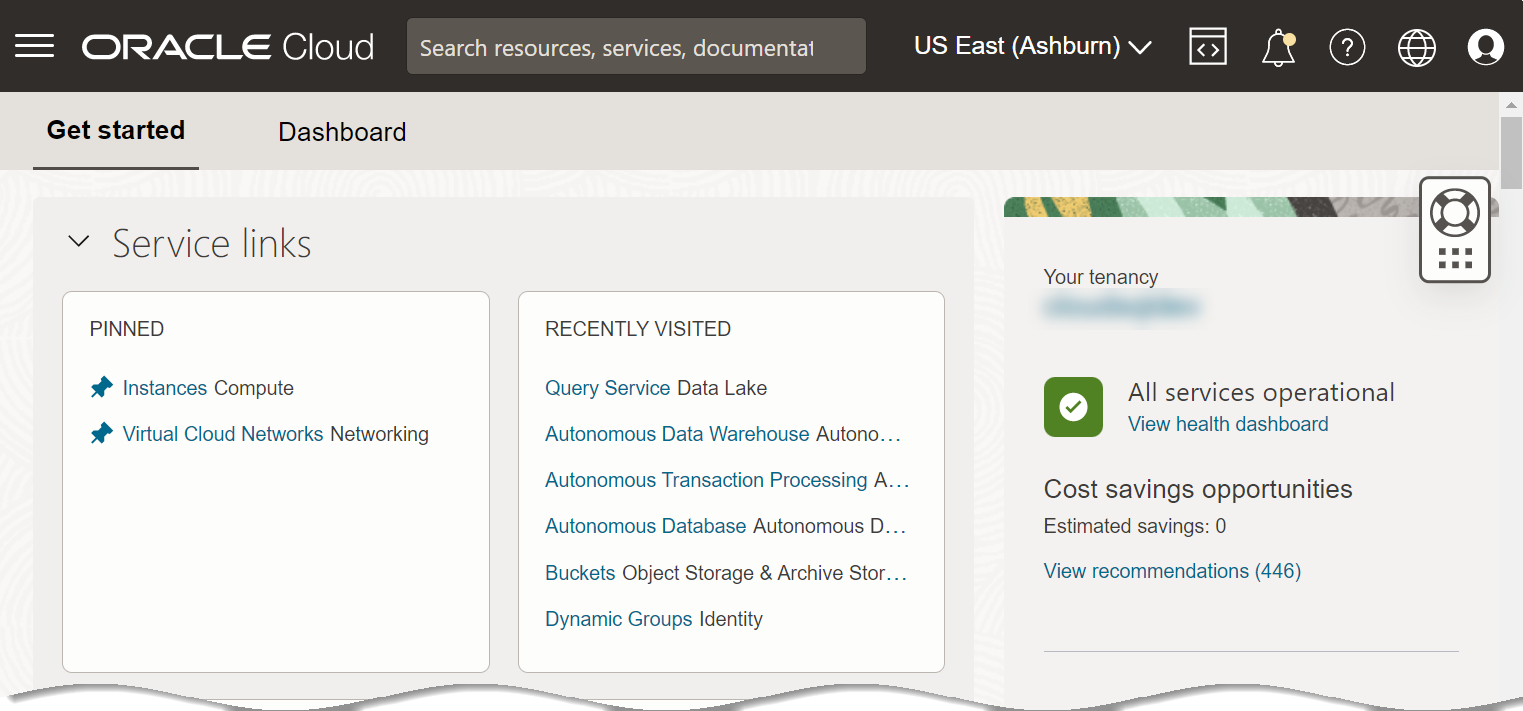 ORACLE Cloud
Search resources, services, documentat
US East (Ashburn)
Get started
Dashboard
Service links
PINNED
Instances Compute
Virtual Cloud Networks Networking
RECENTLY VISITED
Query Service Data Lake
Autonomous Data Warehouse Autono...
Autonomous Transaction Processing A...
Autonomous Database Autonomous D...
Buckets Object Storage & Archive Stor...
Dynamic Groups Identity
Your tenancy
All services operational
View health dashboard
Cost savings opportunities
Estimated savings: 0
View recommendations (446)